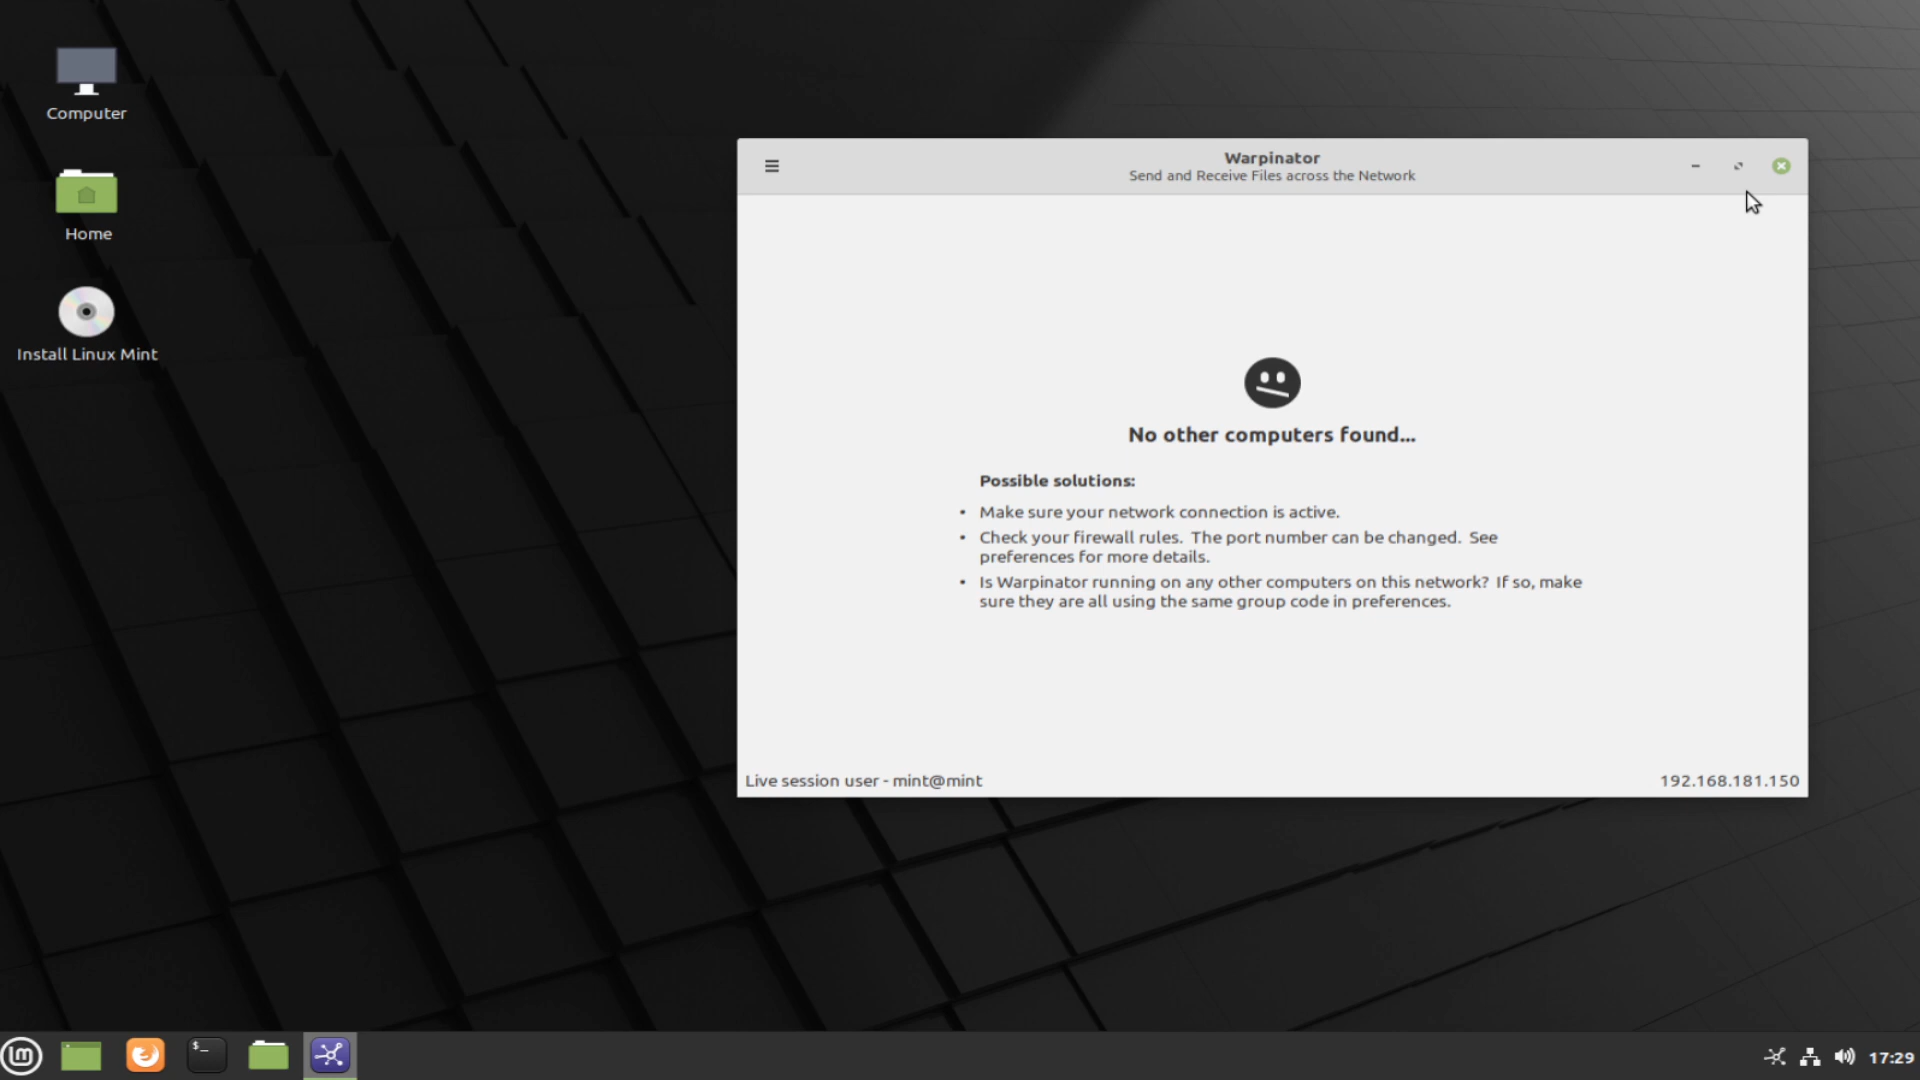 Computer
Home
Install Linux Mint
Warpinator
Send and Receive Files across the Network
No other computers found...
Possible solutions:
• Make sure your network connection is active.
• Check your firewall rules.  The port number can be changed.  See
preferences for more details.
• Is Warpinator running on any other computers on this network?  If so, make
sure they are all using the same group code in preferences.
Live session user - mint@mint
192.168.181.150
$_
17:29